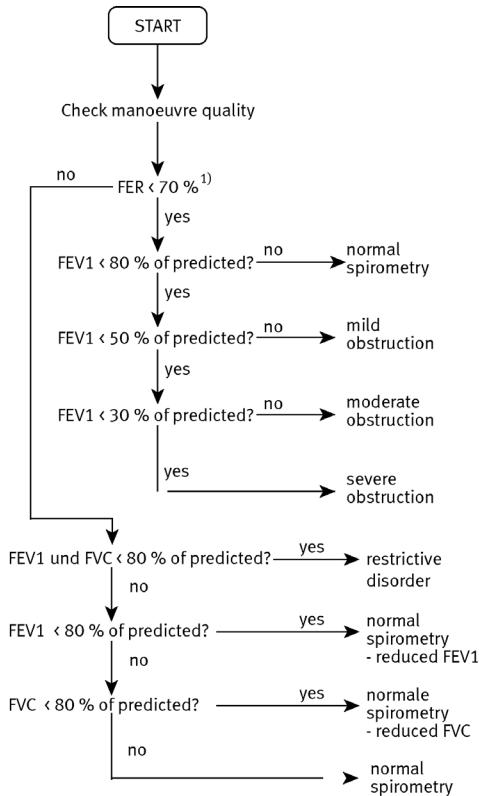 START
Check manoeuvre quality
no
FER < 70 % 1)
yes
FEV1 < 80 % of predicted?
no
normal
spirometry
yes
FEV1 < 50 % of predicted?
no
mild
obstruction
yes
FEV1 < 30 % of predicted?
no
moderate
obstruction
yes
severe
obstruction
FEV1 und FVC < 80 % of predicted?
yes
restrictive
disorder
no
FEV1 < 80 % of predicted?
yes
normal
spirometry
- reduced FEV1
no
FVC < 80 % of predicted?
yes
normale
spirometry
- reduced FVC
no
normal
spirometry